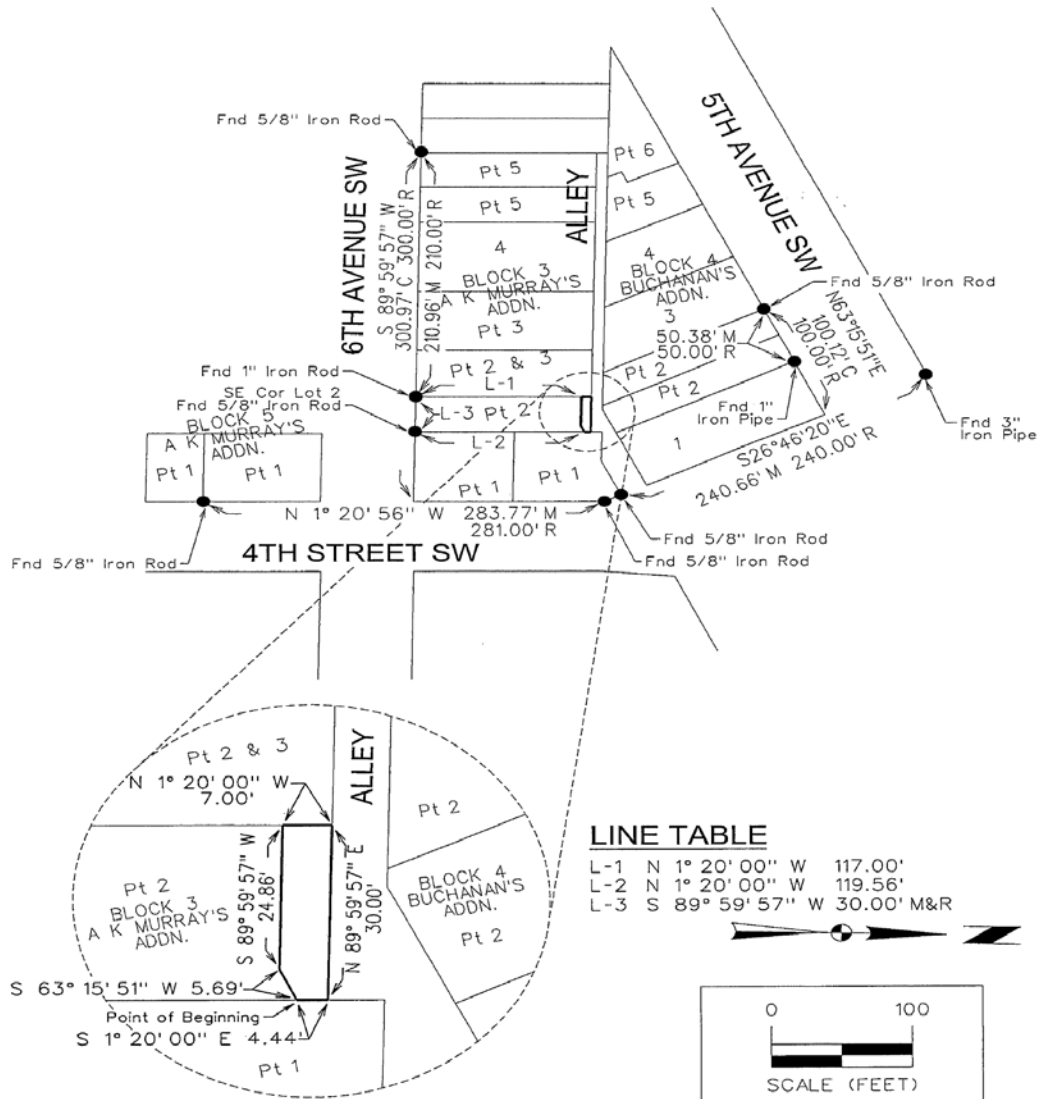 Fnd 5/8" Iron Rod
6TH AVENUE SW
S 89° 59' 57" W
300.97' C 300.00' R
210.96' M 210.00' R
Pt 5
Pt 5
4
BLOCK 3
A K MURRAY'S
ADDN.
Pt 3
Pt 2 & 3
ALLEY
Pt 6
Pt 5
5TH AVENUE SW
4
BLOCK 4
BUCHANAN'S
ADDN.
3
50.38' M
50.00' R
Fnd 5/8" Iron Rod
N63°15'51"E
100.12' C
100.00' R
Pt 2
Pt 2
Fnd 1"
Iron Pipe
Fnd 3"
Iron Pipe
1
S26°46'20"E
240.66' M 240.00' R
Fnd 1" Iron Rod
SE Cor Lot 2
Fnd 5/8" Iron Rod
L-1
L-3 Pt 2
L-2
BLOCK 5
A K MURRAY'S
ADDN.
Pt 1
Pt 1
Pt 1
Pt 1
N 1° 20' 56" W 283.77' M
281.00' R
Fnd 5/8" Iron Rod
Fnd 5/8" Iron Rod
Fnd 5/8" Iron Rod
4TH STREET SW
Pt 2 & 3
N 1° 20' 00" W
7.00'
ALLEY
Pt 2
S 89° 59' 57" W
24.86'
N 89° 59' 57" E
30.00'
Pt 2
BLOCK 3
A K MURRAY'S
ADDN.
BLOCK 4
BUCHANAN'S
ADDN.
Pt 2
S 63° 15' 51" W 5.69'
Point of Beginning
S 1° 20' 00" E 4.44'
Pt 1
LINE TABLE
L-1 N 1° 20' 00" W 117.00'
L-2 N 1° 20' 00" W 119.56'
L-3 S 89° 59' 57" W 30.00' M&R
Z
0 100
SCALE (FEET)